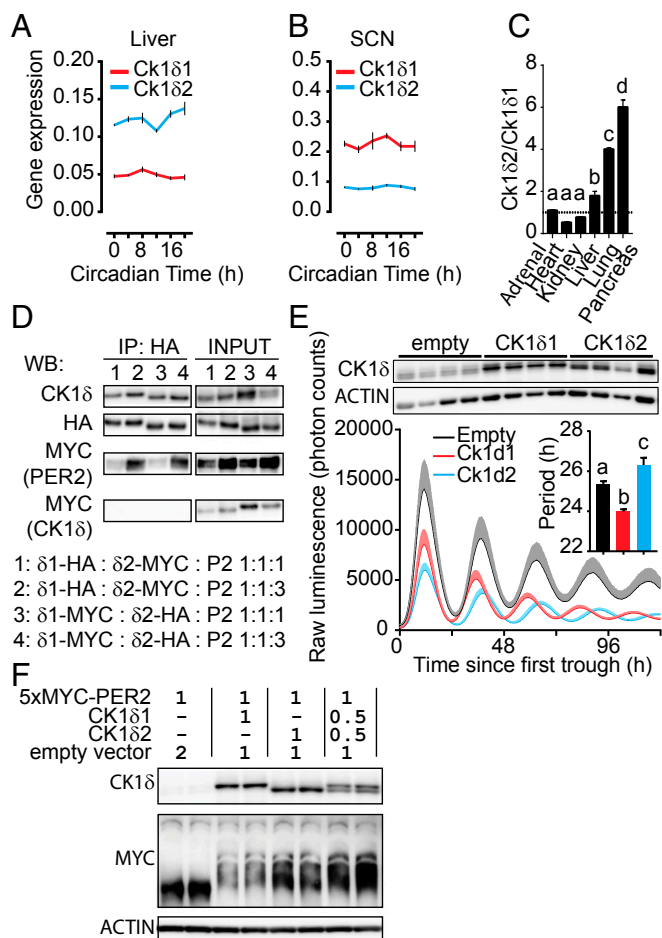 A
Liver
Ck1δ1
Ck1δ2
Gene expression
0.20
0.15
0.10
0.05
0.00
0 8 16
Circadian Time (h)
B
SCN
Ck1δ1
Ck1δ2
0.5
0.4
0.3
0.2
0.1
0.0
0 8 16
Circadian Time (h)
C
Ck1δ2/Ck1δ1
8
6
4
2
0
a a a b c d
Adrenal
Heart
Kidney
Liver
Lung
Pancreas
D
IP: HA INPUT
WB: 1 2 3 4 1 2 3 4
CK1δ
HA
MYC
(PER2)
MYC
(CK1δ)
1: δ1-HA : δ2-MYC : P2 1:1:1
2: δ1-HA : δ2-MYC : P2 1:1:3
3: δ1-MYC : δ2-HA : P2 1:1:1
4: δ1-MYC : δ2-HA : P2 1:1:3
E
empty CK1δ1 CK1δ2
CK1δ
ACTIN
Raw luminescence (photon counts)
20000
15000
10000
5000
0
Empty
Ck1d1
Ck1d2
Period (h)
28
26
24
22
a b c
0 48 96
Time since first trough (h)
F
5xMYC-PER2 1 1 1 1
CK1δ1 – 1 – 0.5
CK1δ2 – – 1 0.5
empty vector 2 1 1 1
CK1δ
MYC
ACTIN